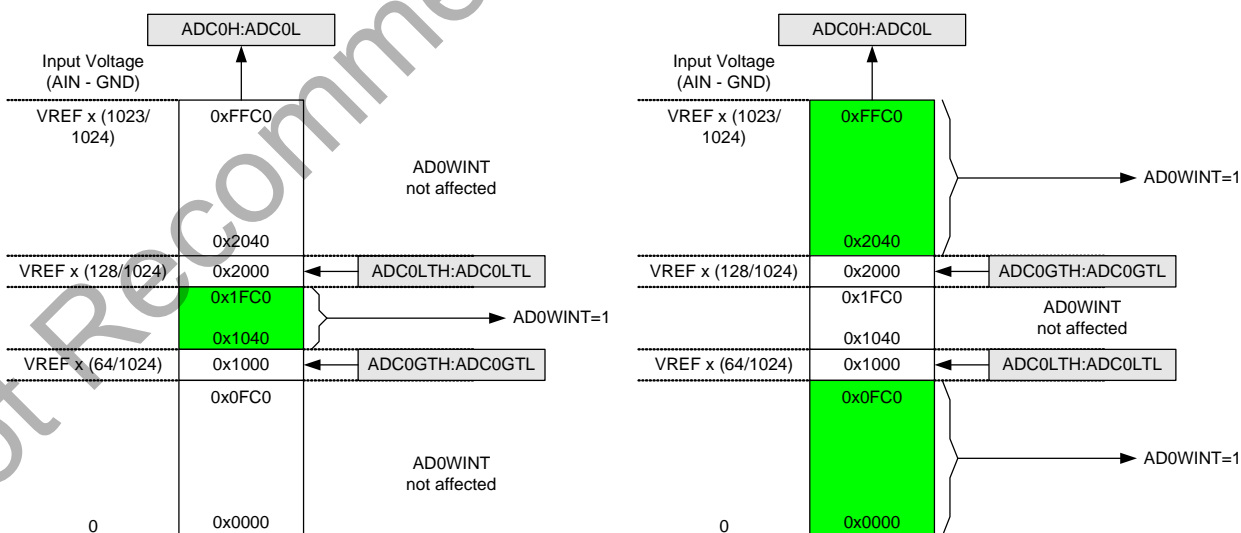 ADC0H:ADC0L
Input Voltage
(AIN - GND)
VREF x (1023/
1024)
0xFFC0
AD0WINT
not affected
0x2040
VREF x (128/1024)
0x2000
ADC0LTH:ADC0LTL
0x1FC0
AD0WINT=1
0x1040
VREF x (64/1024)
0x1000
ADC0GTH:ADC0GTL
0x0FC0
AD0WINT
not affected
0
0x0000
ADC0H:ADC0L
Input Voltage
(AIN - GND)
VREF x (1023/
1024)
0xFFC0
AD0WINT=1
0x2040
VREF x (128/1024)
0x2000
ADC0GTH:ADC0GTL
0x1FC0
AD0WINT
not affected
0x1040
VREF x (64/1024)
0x1000
ADC0LTH:ADC0LTL
0x0FC0
AD0WINT=1
0
0x0000